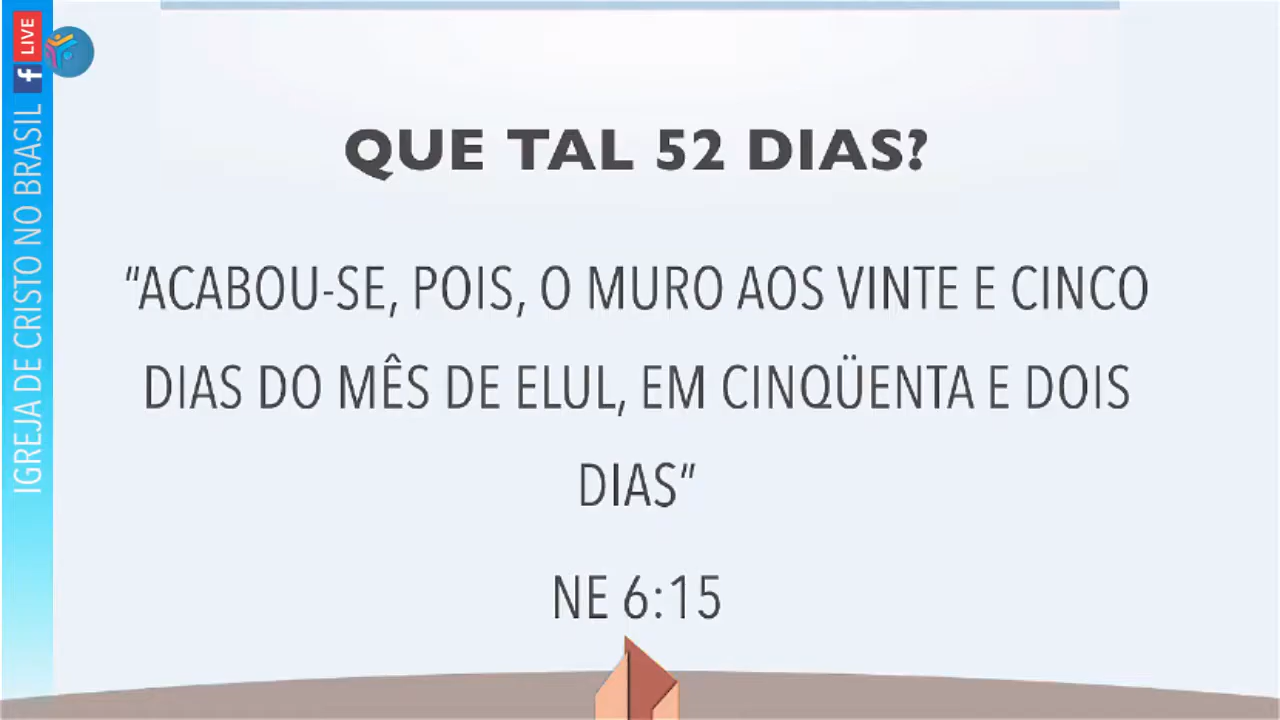 LIVE
f
IGREJA DE CRISTO NO BRASIL
QUE TAL 52 DIAS?
"ACABOU-SE, POIS, O MURO AOS VINTE E CINCO
DIAS DO MÊS DE ELUL, EM CINQÜENTA E DOIS
DIAS"
NE 6:15